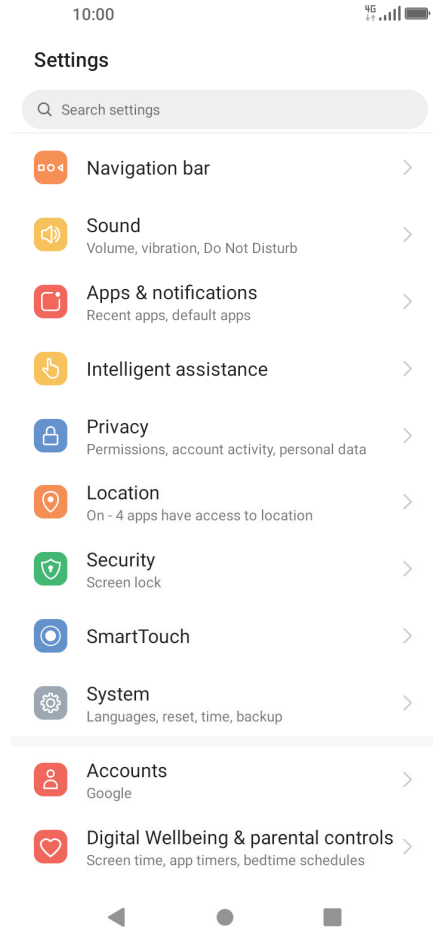 10:00
4G
Settings
Search settings
Navigation bar
Sound
Volume, vibration, Do Not Disturb
Apps & notifications
Recent apps, default apps
Intelligent assistance
Privacy
Permissions, account activity, personal data
Location
On - 4 apps have access to location
Security
Screen lock
SmartTouch
System
Languages, reset, time, backup
Accounts
Google
Digital Wellbeing & parental controls
Screen time, app timers, bedtime schedules